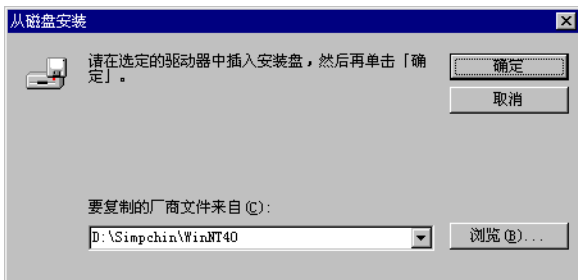 从磁盘安装
请在选定的驱动器中插入安装盘，然后再单击「确
定」。
确定
取消
要复制的厂商文件来自(C):
D:\Simpchin\WinNT40
浏览(B)...